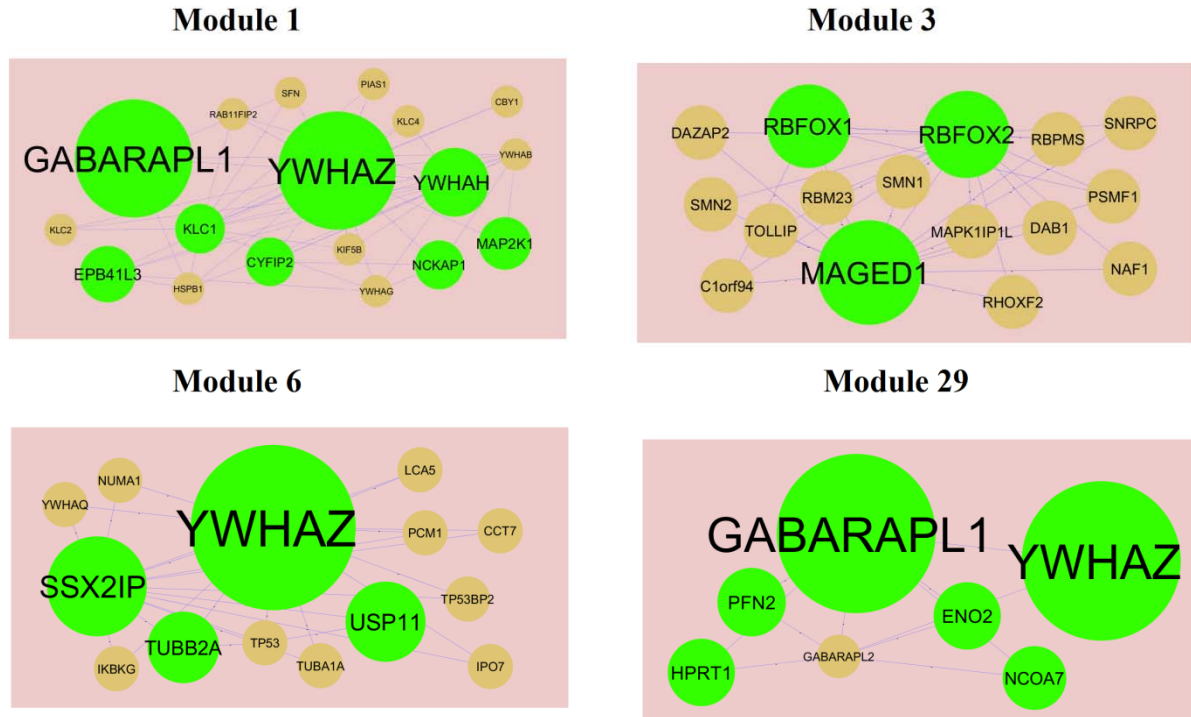 Module 1
Module 3
SFN
PIAS1
CBY1
RAB11FIP2
KLC4
GABARAPL1
YWHAZ
YWHAB
YWHAH
KLC2
KLC1
KIF5B
MAP2K1
EPB41L3
CYFIP2
NCKAP1
HSPB1
YWHAG
DAZAP2
RBFOX1
RBFOX2
RBPMS
SNRPC
SMN2
RBM23
SMN1
PSMF1
TOLLIP
MAPK1IP1L
DAB1
C1orf94
MAGED1
RHOXF2
NAF1
Module 6
Module 29
NUMA1
LCA5
YWHAQ
YWHAZ
PCM1
CCT7
SSX2IP
TP53BP2
USP11
TUBB2A
TP53
IKBKG
TUBA1A
IPO7
GABARAPL1
YWHAZ
PFN2
ENO2
GABARAPL2
HPRT1
NCOA7